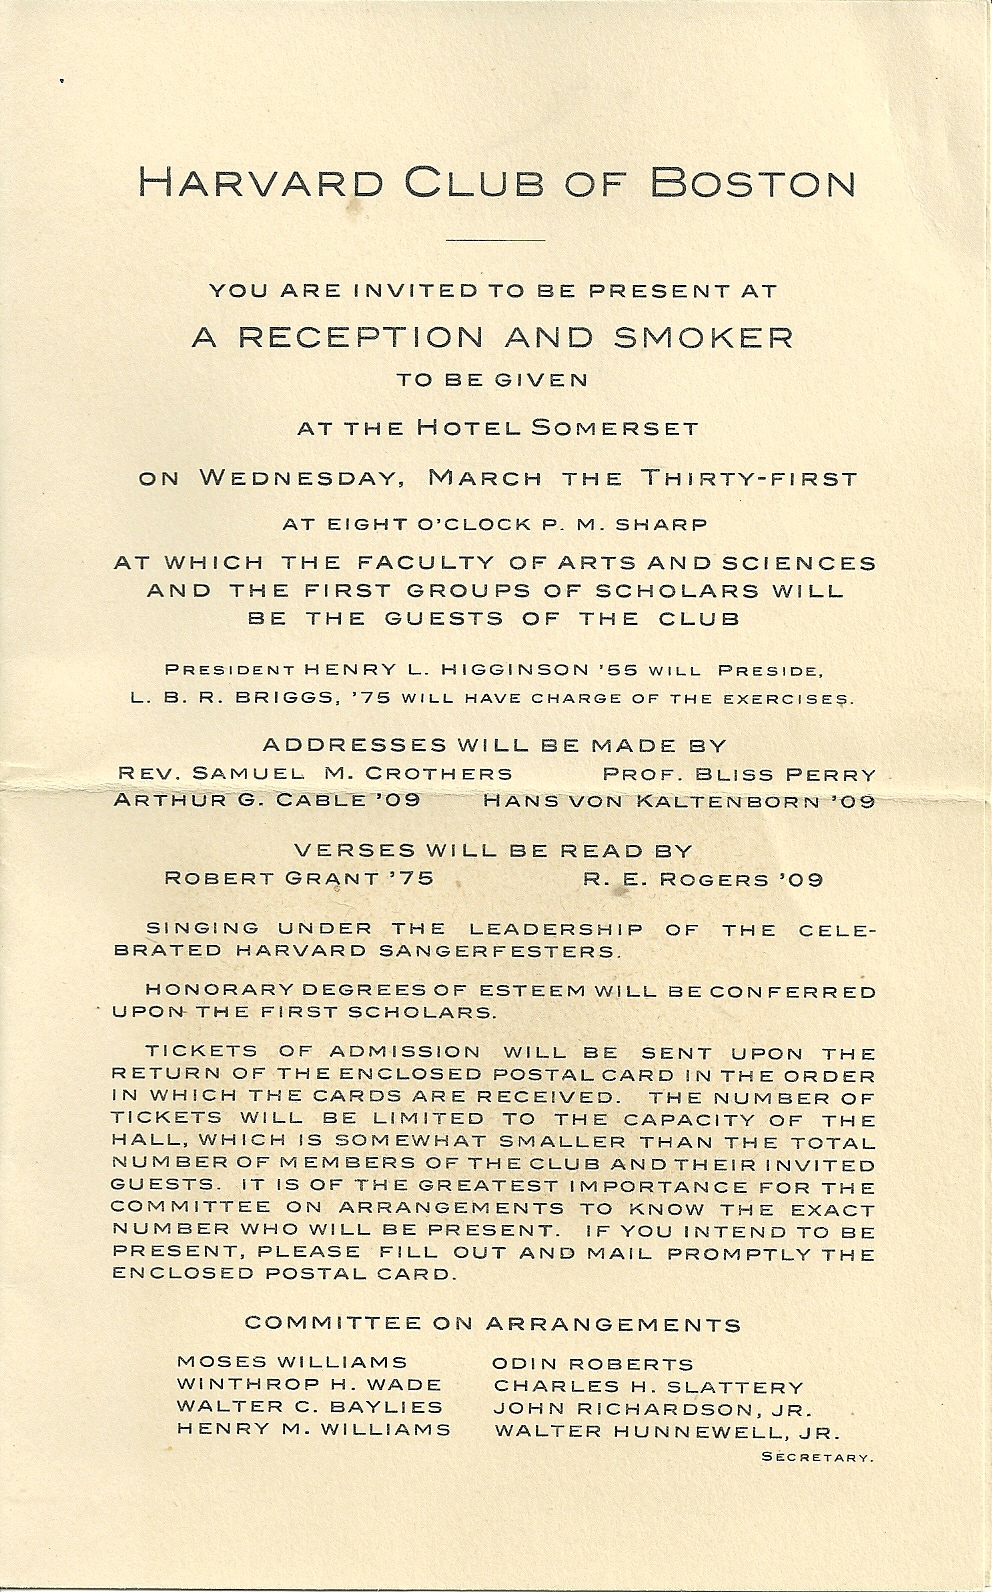 HARVARD CLUB OF BOSTON
YOU ARE INVITED TO BE PRESENT AT
A RECEPTION AND SMOKER
TO BE GIVEN
AT THE HOTEL SOMERSET
ON WEDNESDAY, MARCH THE THIRTY-FIRST
AT EIGHT O'CLOCK P. M. SHARP
AT WHICH THE FACULTY OF ARTS AND SCIENCES
AND THE FIRST GROUPS OF SCHOLARS WILL
BE THE GUESTS OF THE CLUB
PRESIDENT HENRY L. HIGGINSON '55 WILL PRESIDE,
L. B. R. BRIGGS, '75 WILL HAVE CHARGE OF THE EXERCISES.
ADDRESSES WILL BE MADE BY
REV. SAMUEL M. CROTHERS PROF. BLISS PERRY
ARTHUR G. CABLE '09 HANS VON KALTENBORN '09
VERSES WILL BE READ BY
ROBERT GRANT '75 R. E. ROGERS '09
SINGING UNDER THE LEADERSHIP OF THE CELE-
BRATED HARVARD SANGERFESTERS.
HONORARY DEGREES OF ESTEEM WILL BE CONFERRED
UPON THE FIRST SCHOLARS.
TICKETS OF ADMISSION WILL BE SENT UPON THE
RETURN OF THE ENCLOSED POSTAL CARD IN THE ORDER
IN WHICH THE CARDS ARE RECEIVED. THE NUMBER OF
TICKETS WILL BE LIMITED TO THE CAPACITY OF THE
HALL, WHICH IS SOMEWHAT SMALLER THAN THE TOTAL
NUMBER OF MEMBERS OF THE CLUB AND THEIR INVITED
GUESTS. IT IS OF THE GREATEST IMPORTANCE FOR THE
COMMITTEE ON ARRANGEMENTS TO KNOW THE EXACT
NUMBER WHO WILL BE PRESENT. IF YOU INTEND TO BE
PRESENT, PLEASE FILL OUT AND MAIL PROMPTLY THE
ENCLOSED POSTAL CARD.
COMMITTEE ON ARRANGEMENTS
MOSES WILLIAMS ODIN ROBERTS
WINTHROP H. WADE CHARLES H. SLATTERY
WALTER C. BAYLIES JOHN RICHARDSON, JR.
HENRY M. WILLIAMS WALTER HUNNEWELL, JR.
SECRETARY.